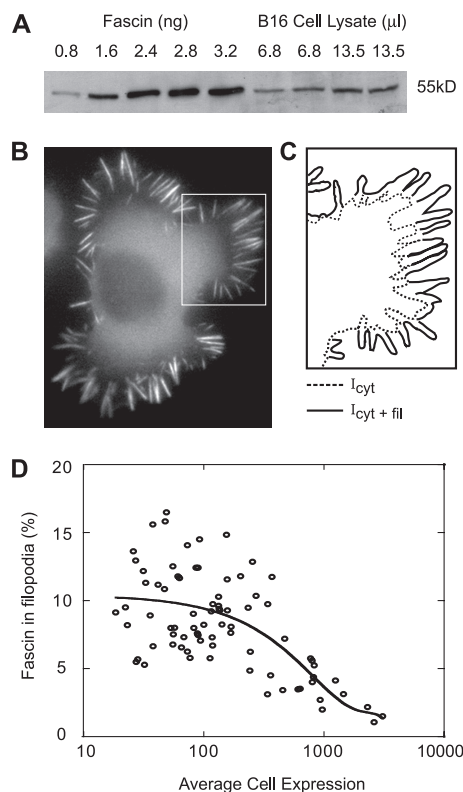 A
Fascin (ng) B16 Cell Lysate (µl)
0.8 1.6 2.4 2.8 3.2 6.8 6.8 13.5 13.5
55kD
B
C
Icyt
Icyt + fil
D
20
15
10
5
0
10 100 1000 10000
Fascin in filopodia (%)
Average Cell Expression